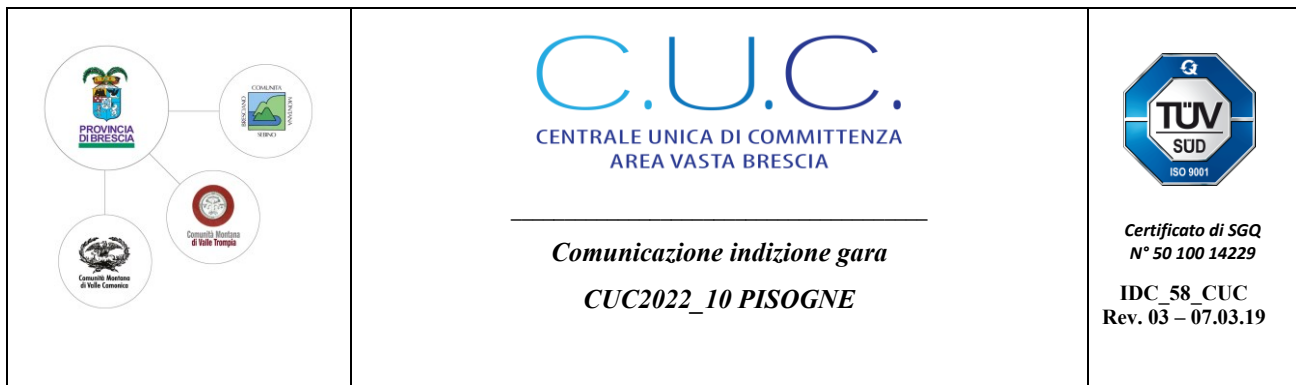 PROVINCIA
DI BRESCIA
COMUNITÀ
MONTANA
SEBINO
BRESCIANO
Comunità Montana
di Valle Trompia
Comunità Montana
di Valle Camonica
C.U.C.
CENTRALE UNICA DI COMMITTENZA
AREA VASTA BRESCIA
Comunicazione indizione gara
CUC2022_10 PISOGNE
TÜV
SÜD
ISO 9001
Certificato di SGQ
N° 50 100 14229
IDC_58_CUC
Rev. 03 – 07.03.19